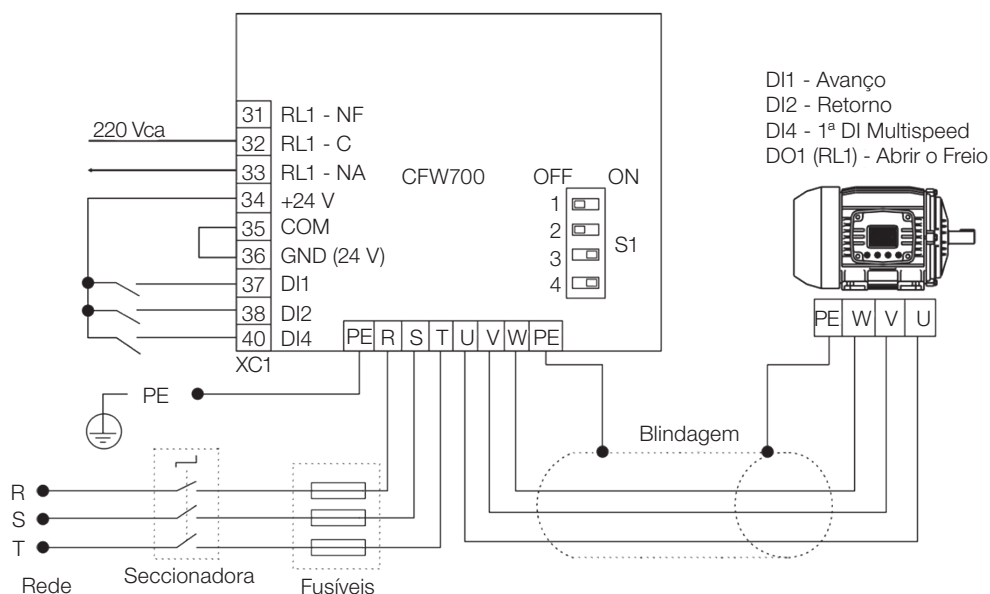 DI1 - Avanço
DI2 - Retorno
DI4 - 1ª DI Multispeed
DO1 (RL1) - Abrir o Freio
31 RL1 - NF
220 Vca
32 RL1 - C
33 RL1 - NA
CFW700
OFF ON
34 +24 V
1
35 COM
2
S1
36 GND (24 V)
3
37 DI1
4
38 DI2
40 DI4
PE R S T U V W PE
PE W V U
XC1
PE
Blindagem
R
S
T
Rede
Seccionadora
Fusíveis